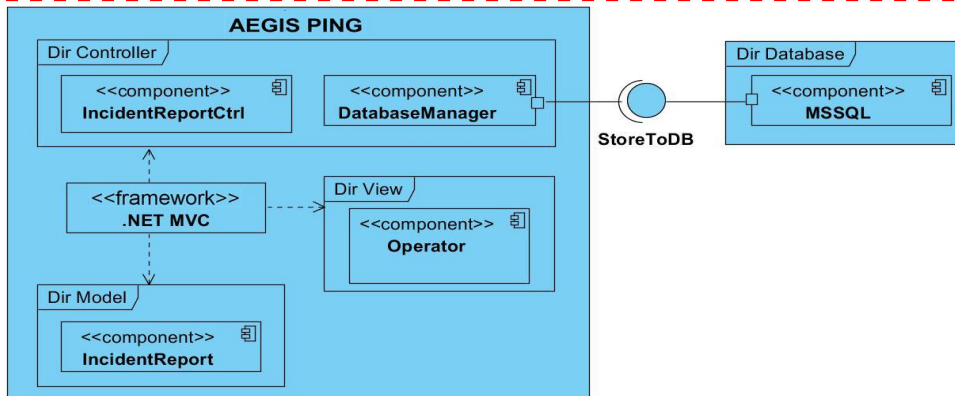 AEGIS PING
Dir Controller
<<component>>
IncidentReportCtrl
<<component>>
DatabaseManager
StoreToDB
Dir Database
<<component>>
MSSQL
<<framework>>
.NET MVC
Dir View
<<component>>
Operator
Dir Model
<<component>>
IncidentReport